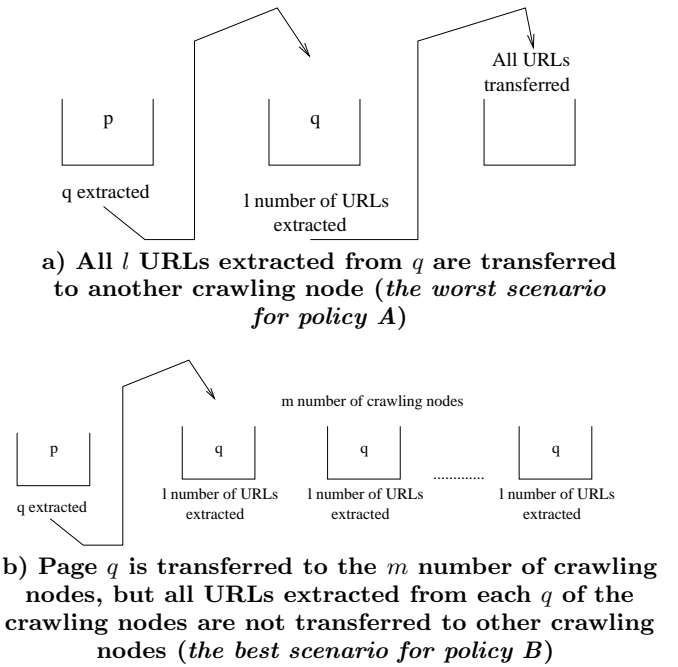 All URLs
transferred
p
q
q extracted
l number of URLs
extracted
a) All l URLs extracted from q are transferred
to another crawling node (the worst scenario
for policy A)
m number of crawling nodes
p
q
q
q
q extracted
l number of URLs
extracted
l number of URLs
extracted
l number of URLs
extracted
b) Page q is transferred to the m number of crawling
nodes, but all URLs extracted from each q of the
crawling nodes are not transferred to other crawling
nodes (the best scenario for policy B)